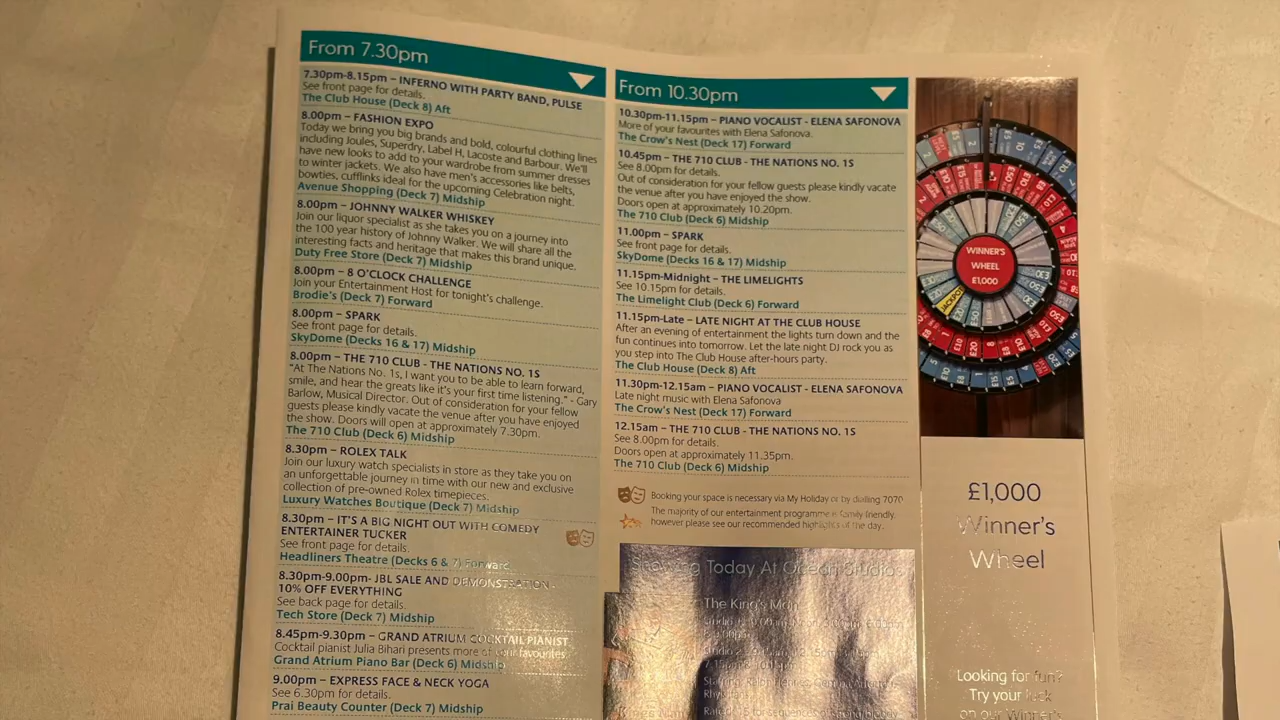 From 7.30pm
7.30pm-8.15pm – INFERNO WITH PARTY BAND, PULSE
See front page for details.
The Club House (Deck 8) Aft
8.00pm – FASHION EXPO
Today we bring you big brands and bold, colourful clothing lines
including Joules, Superdry, Label H, Lacoste and Barbour. We'll
have new looks to add to your wardrobe from summer dresses
to winter jackets. We also have men's accessories like belts,
bowties, cufflinks ideal for the upcoming Celebration night.
Avenue Shopping (Deck 7) Midship
8.00pm – JOHNNY WALKER WHISKEY
Join our liquor specialist as she takes you on a journey into
the 100 year history of Johnny Walker. We will share all the
interesting facts and heritage that makes this brand unique.
Duty Free Store (Deck 7) Midship
8.00pm – 8 O'CLOCK CHALLENGE
Join your Entertainment Host for tonight's challenge.
Brodie's (Deck 7) Forward
8.00pm – SPARK
See front page for details.
SkyDome (Decks 16 & 17) Midship
8.00pm – THE 710 CLUB - THE NATIONS NO. 1S
"At The Nations No. 1s, I want you to be able to learn forward,
smile, and hear the greats like it's your first time listening." - Gary
Barlow, Musical Director. Out of consideration for your fellow
guests please kindly vacate the venue after you have enjoyed
the show. Doors will open at approximately 7.30pm.
The 710 Club (Deck 6) Midship
8.30pm – ROLEX TALK
Join our luxury watch specialists in store as they take you on
an unforgettable journey in time with our new and exclusive
collection of pre-owned Rolex timepieces.
Luxury Watches Boutique (Deck 7) Midship
8.30pm – IT'S A BIG NIGHT OUT WITH COMEDY
ENTERTAINER TUCKER
See front page for details.
Headliners Theatre (Decks 6 & 7) Forward
8.30pm-9.00pm- JBL SALE AND DEMONSTRATION -
10% OFF EVERYTHING
See back page for details.
Tech Store (Deck 7) Midship
8.45pm-9.30pm – GRAND ATRIUM COCKTAIL PIANIST
Cocktail pianist Julia Bihari presents more of your favourites.
Grand Atrium Piano Bar (Deck 6) Midship
9.00pm – EXPRESS FACE & NECK YOGA
See 6.30pm for details.
Prai Beauty Counter (Deck 7) Midship
From 10.30pm
10.30pm-11.15pm – PIANO VOCALIST - ELENA SAFONOVA
More of your favourites with Elena Safonova.
The Crow's Nest (Deck 17) Forward
10.45pm – THE 710 CLUB - THE NATIONS NO. 1S
See 8.00pm for details.
Out of consideration for your fellow guests please kindly vacate
the venue after you have enjoyed the show.
Doors open at approximately 10.20pm.
The 710 Club (Deck 6) Midship
11.00pm – SPARK
See front page for details.
SkyDome (Decks 16 & 17) Midship
11.15pm-Midnight – THE LIMELIGHTS
See 10.15pm for details.
The Limelight Club (Deck 6) Forward
11.15pm-Late – LATE NIGHT AT THE CLUB HOUSE
After an evening of entertainment the lights turn down and the
fun continues into tomorrow. Let the late night DJ rock you as
you step into The Club House after-hours party.
The Club House (Deck 8) Aft
11.30pm-12.15am – PIANO VOCALIST - ELENA SAFONOVA
Late night music with Elena Safonova
The Crow's Nest (Deck 17) Forward
12.15am – THE 710 CLUB - THE NATIONS NO. 1S
See 8.00pm for details.
Doors open at approximately 11.35pm.
The 710 Club (Deck 6) Midship
Booking your space is necessary via My Holiday or by dialling 7070
The majority of our entertainment programme is family friendly,
however please see our recommended highlights of the day.
Showing Today At Ocean Studios
The King's Man
WINNER'S
WHEEL
£1,000
JACKPOT
£1,000
Winner's
Wheel
Looking for fun?
Try your luck
on our Winner's